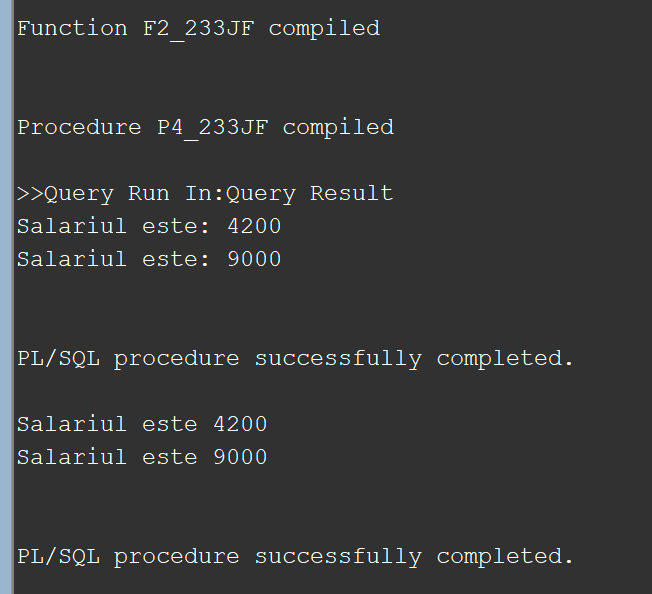 Function F2_233JF compiled
Procedure P4_233JF compiled
>>Query Run In:Query Result
Salariul este: 4200
Salariul este: 9000
PL/SQL procedure successfully completed.
Salariul este 4200
Salariul este 9000
PL/SQL procedure successfully completed.